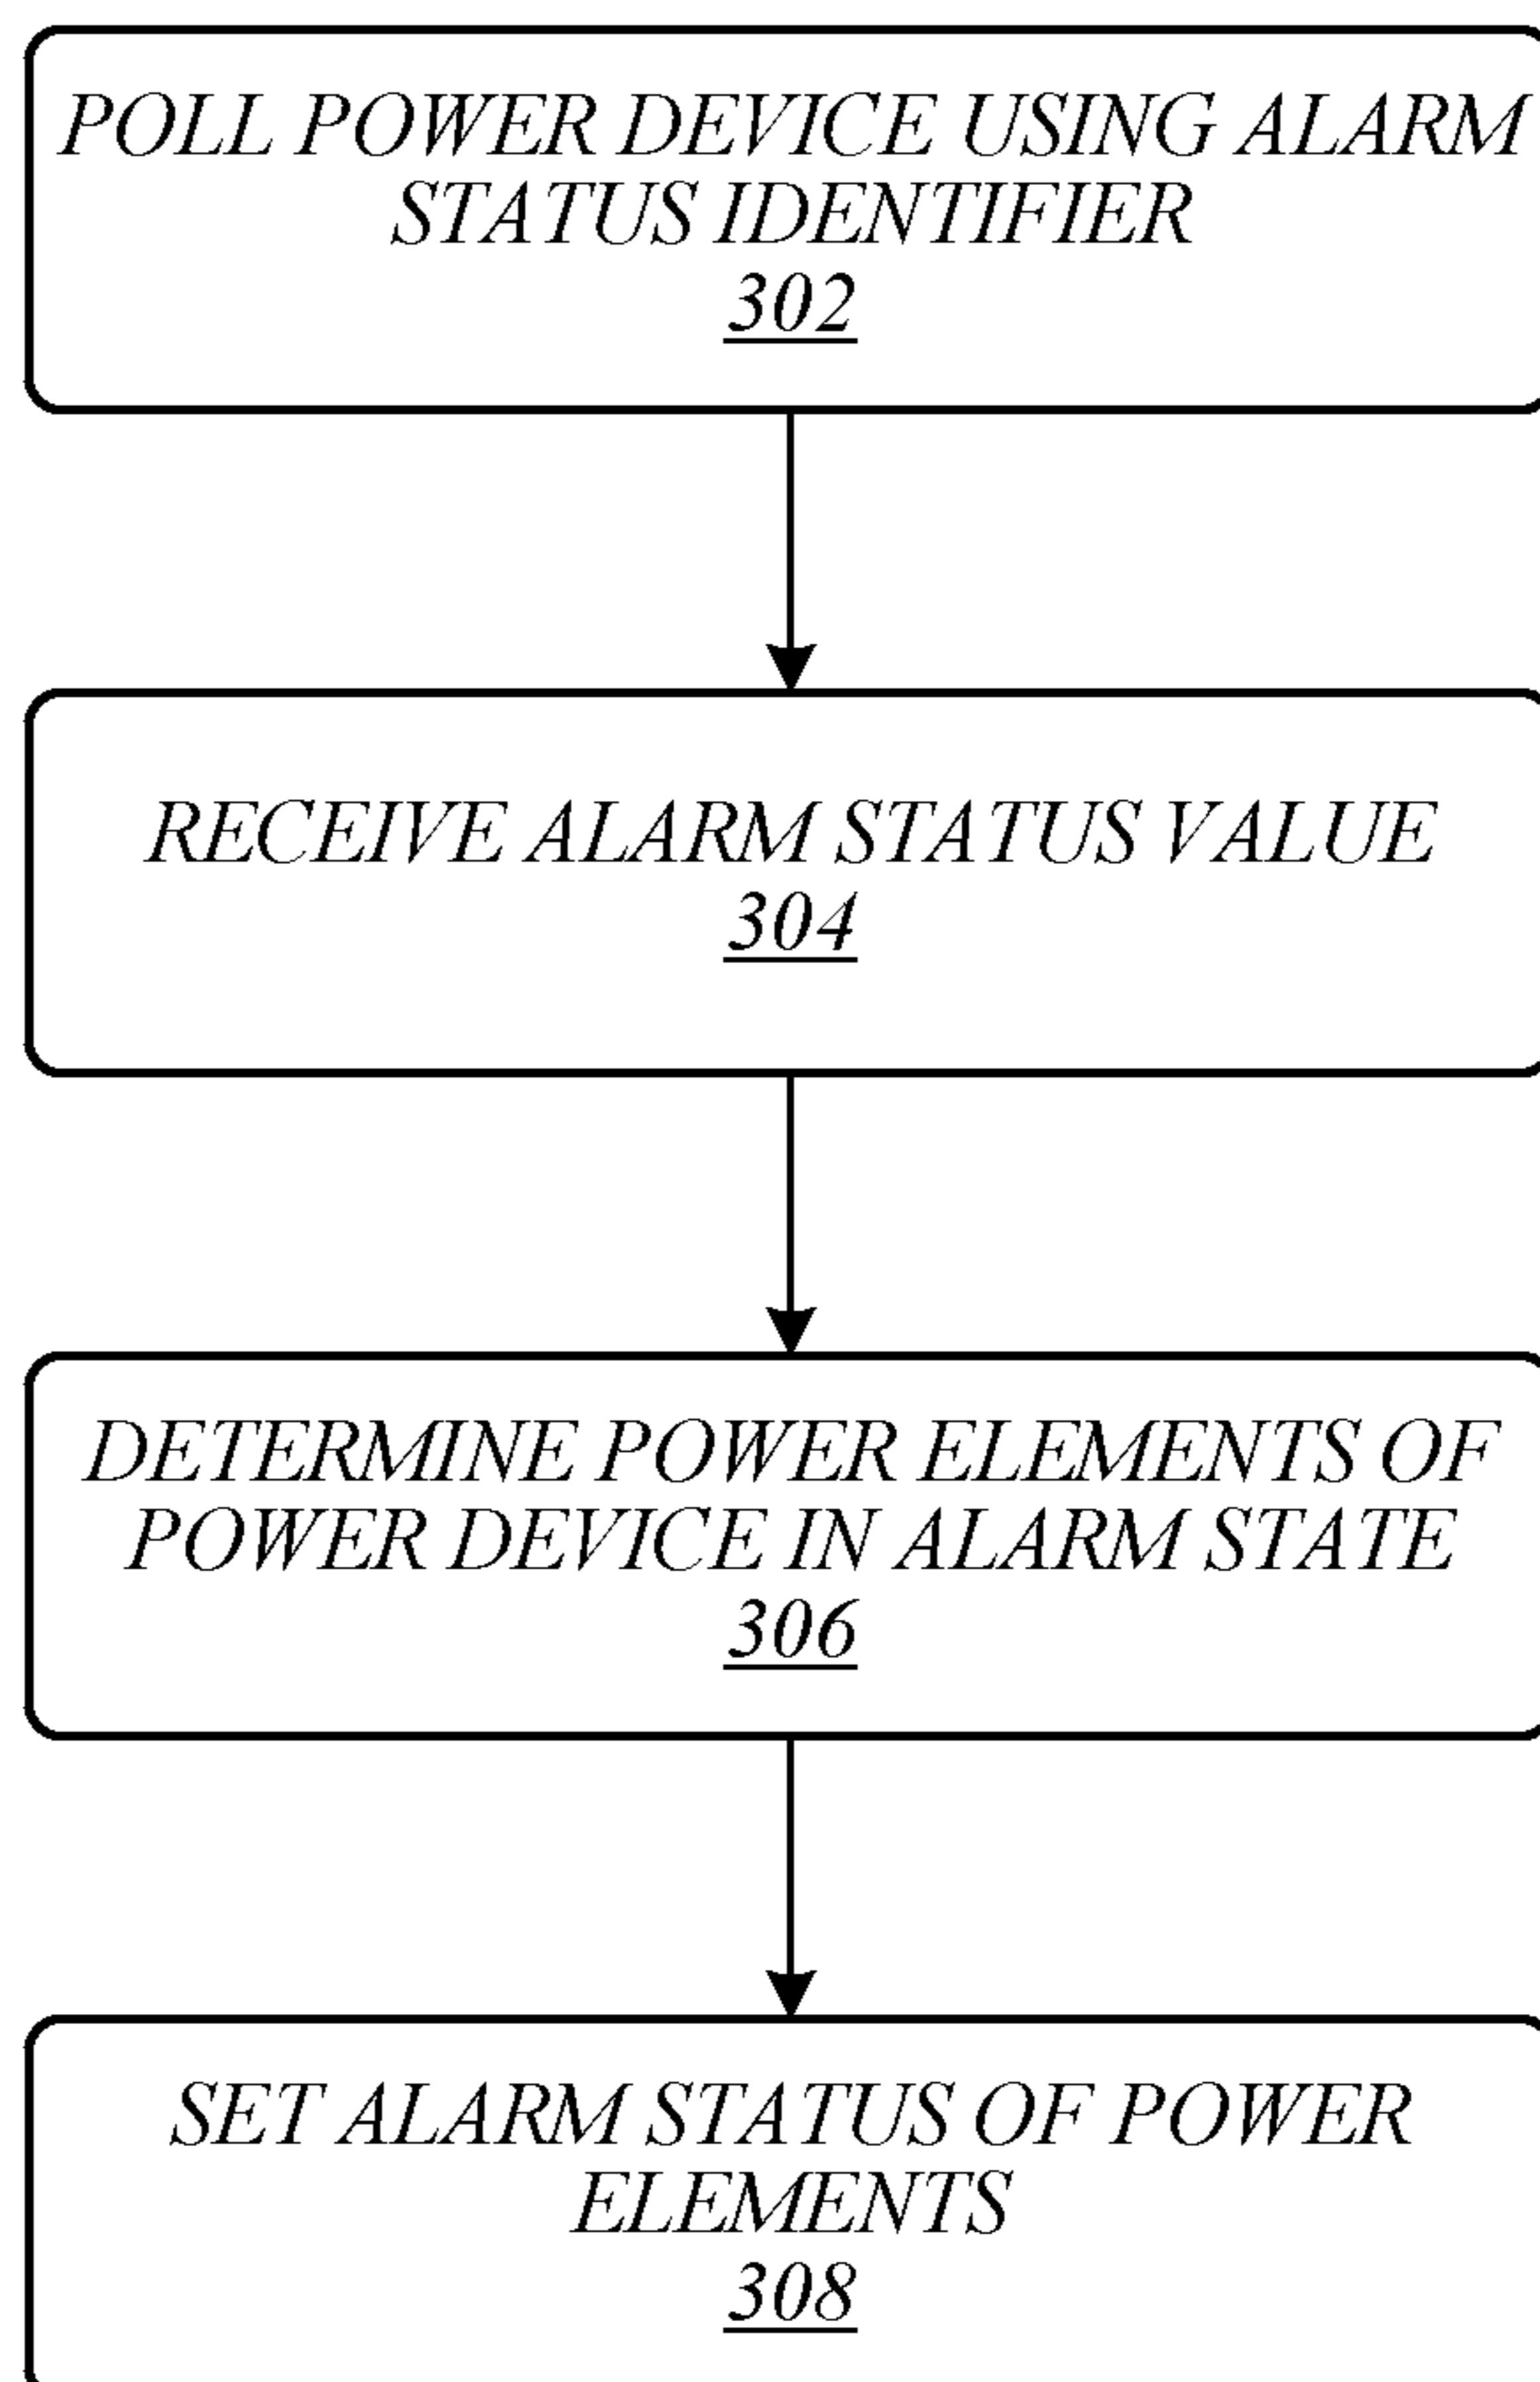 POLL POWER DEVICE USING ALARM
STATUS IDENTIFIER
302
RECEIVE ALARM STATUS VALUE
304
DETERMINE POWER ELEMENTS OF
POWER DEVICE IN ALARM STATE
306
SET ALARM STATUS OF POWER
ELEMENTS
308